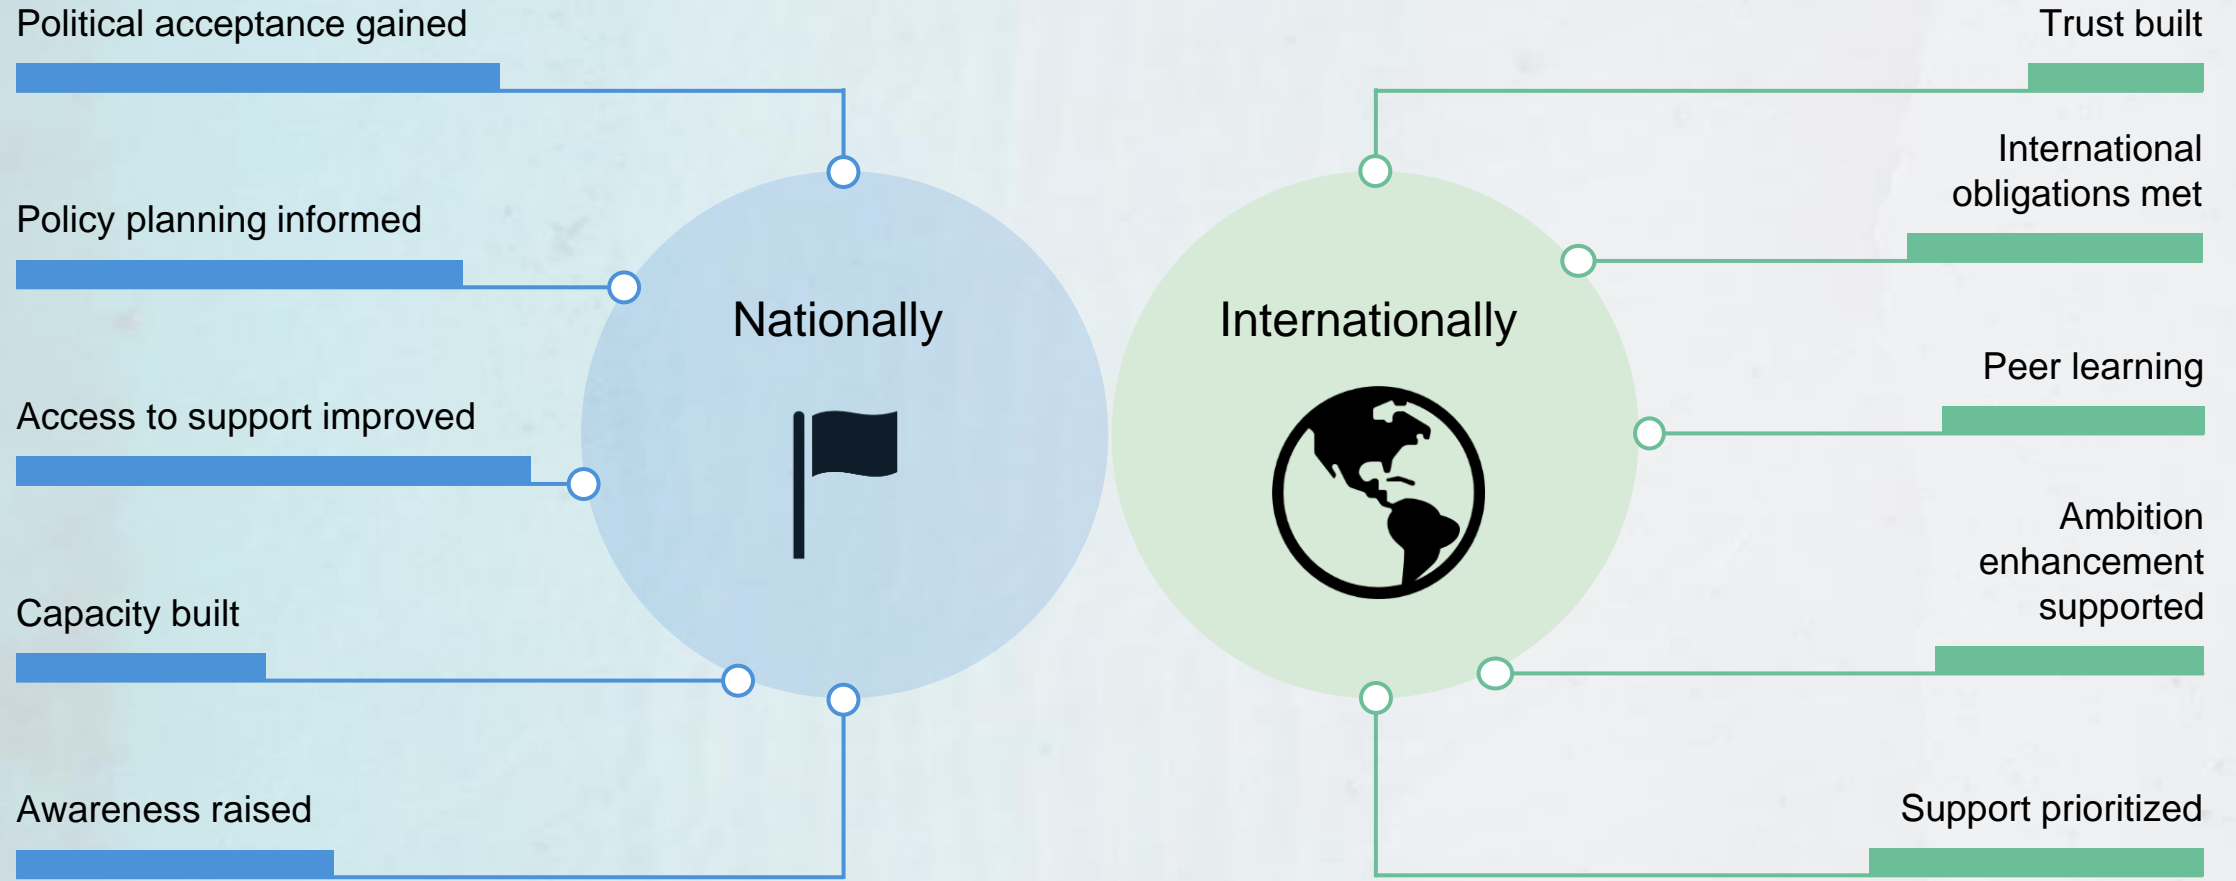 Political acceptance gained
Policy planning informed
Access to support improved
Capacity built
Awareness raised
Nationally
Internationally
Trust built
International
obligations met
Peer learning
Ambition
enhancement
supported
Support prioritized